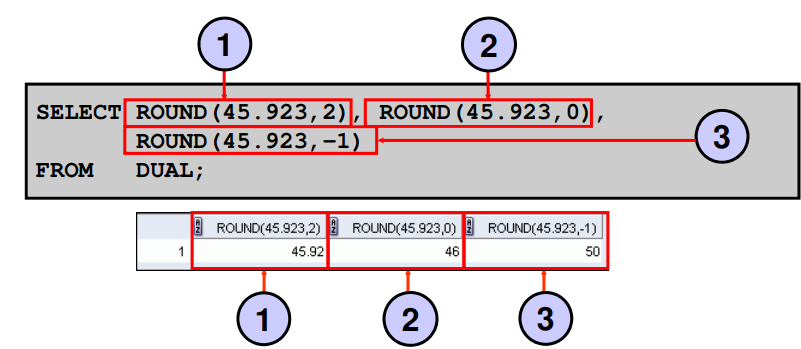 1 2
SELECT ROUND(45.923,2), ROUND(45.923,0),
ROUND(45.923,-1) 3
FROM DUAL;
ROUND(45.923,2) ROUND(45.923,0) ROUND(45.923,-1)
1 45.92 46 50
1 2 3